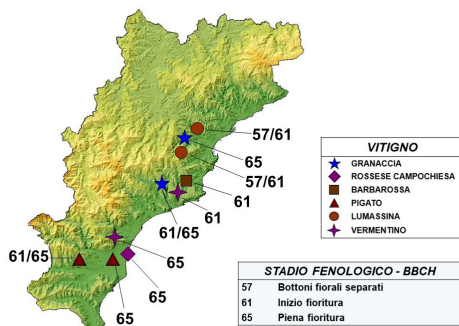 57/61
65
57/61
61
61/65
61
61/65
65
65
65
VITIGNO
GRANACCIA
ROSSESE CAMPOCHIESA
BARBAROSSA
PIGATO
LUMASSINA
VERMENTINO
STADIO FENOLOGICO - BBCH
57 Bottoni fiorali separati
61 Inizio fioritura
65 Piena fioritura